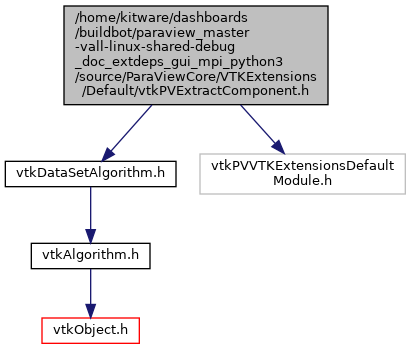 /home/kitware/dashboards
/buildbot/paraview_master
-vall-linux-shared-debug
_doc_extdeps_gui_mpi_python3
/source/ParaViewCore/VTKExtensions
/Default/vtkPVExtractComponent.h
vtkDataSetAlgorithm.h
vtkPVVTKExtensionsDefault
Module.h
vtkAlgorithm.h
vtkObject.h